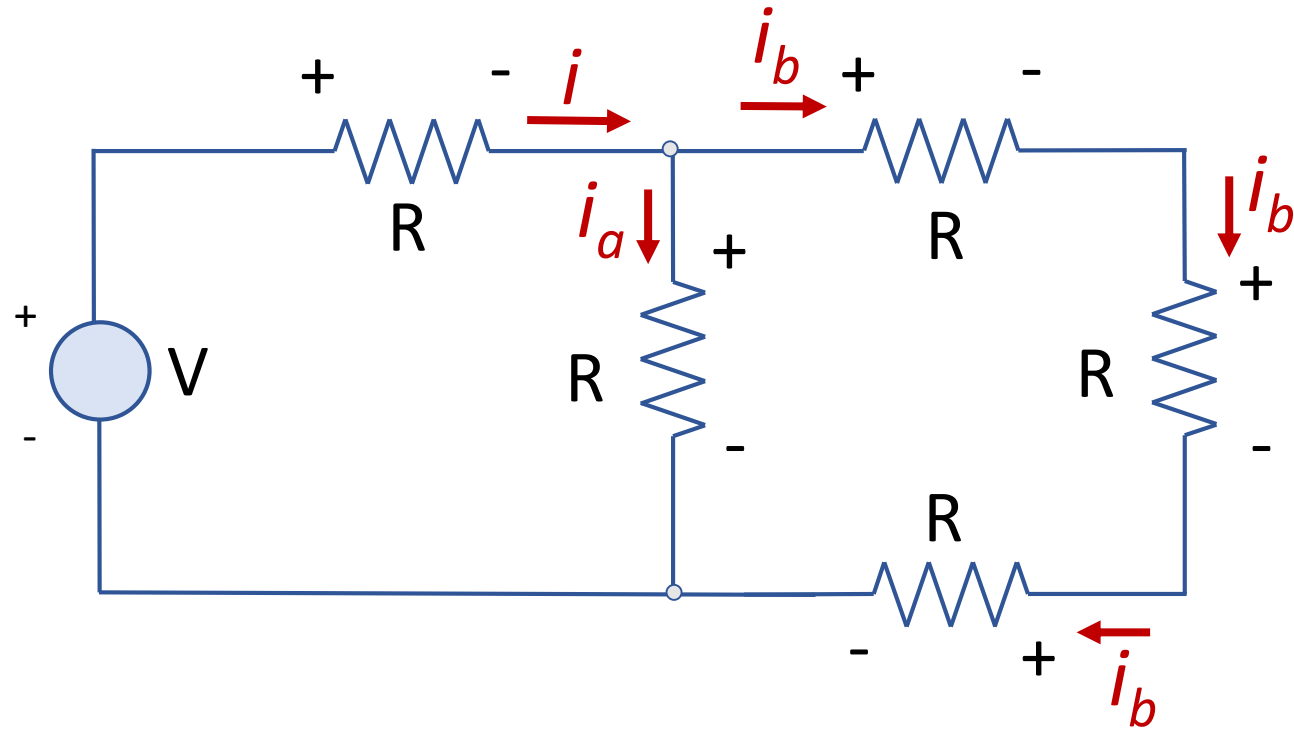 i_b
+ - i + -
R R
i_a i_b
+ +
+
V R R
- - -
R
- +
i_b